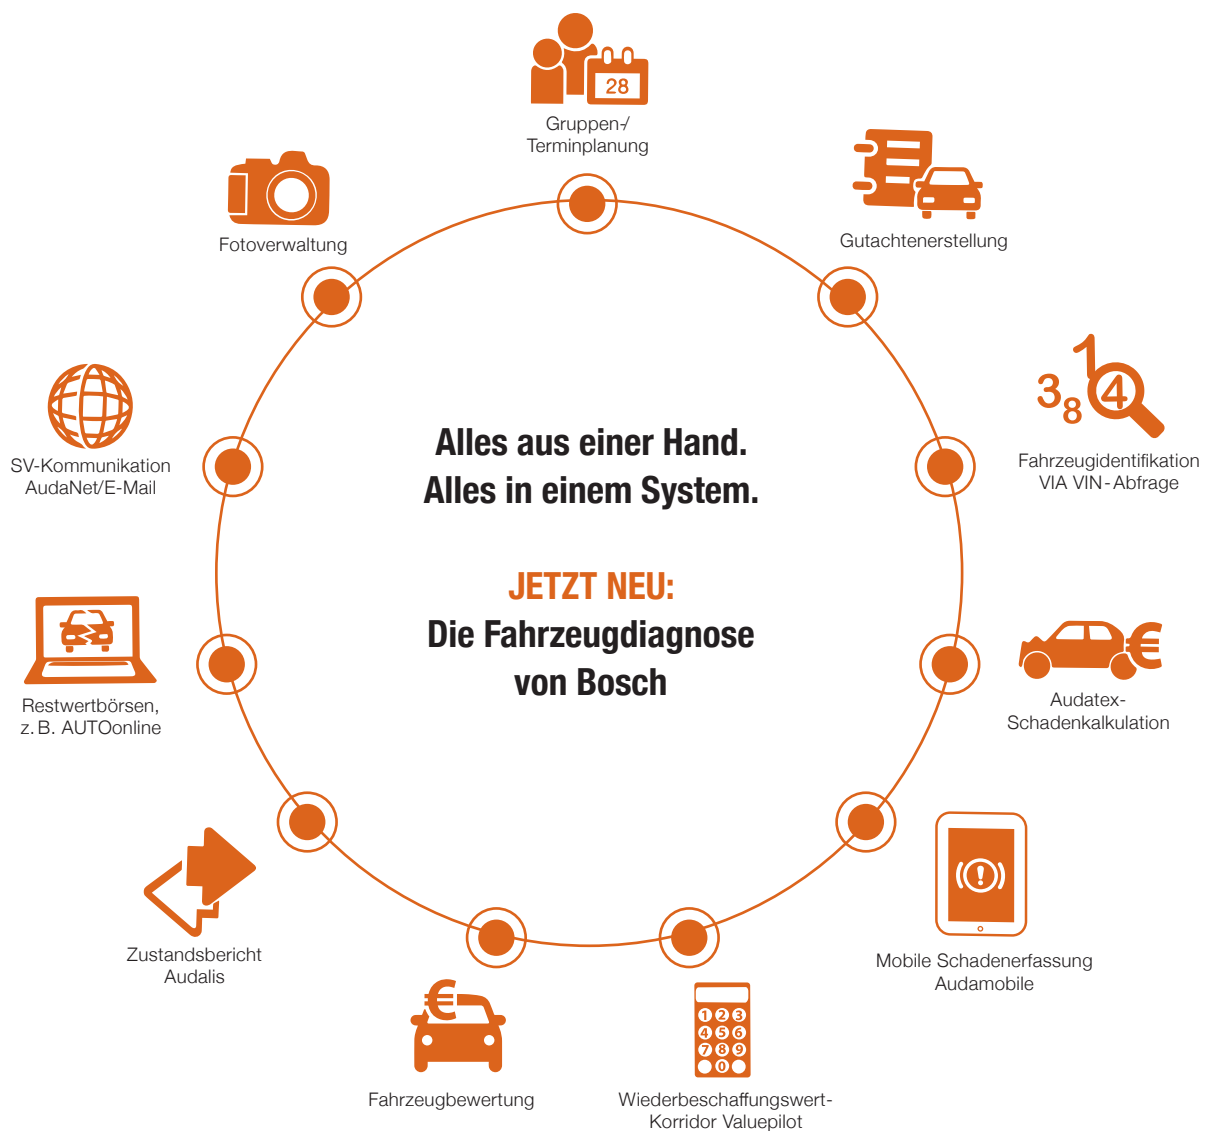 28
Gruppen-/
Terminplanung
Gutachtenerstellung
1
3
8
4
Fahrzeugidentifikation
VIA VIN-Abfrage
€
Audatex-
Schadenkalkulation
!
Mobile Schadenerfassung
Audamobile
1 2 3
4 5 6
7 8 9
0
Wiederbeschaffungswert-
Korridor Valuepilot
€
Fahrzeugbewertung
Zustandsbericht
Audalis
Restwertbörsen,
z. B. AUTOonline
SV-Kommunikation
AudaNet/E-Mail
Fotoverwaltung
Alles aus einer Hand.
Alles in einem System.
JETZT NEU:
Die Fahrzeugdiagnose
von Bosch